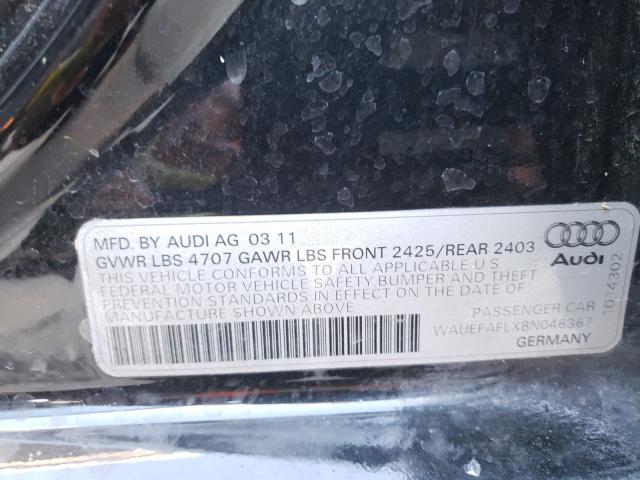 MFD. BY AUDI AG 03 11
GVWR LBS 4707 GAWR LBS FRONT 2425/REAR 2403
THIS VEHICLE CONFORMS TO ALL APPLICABLE U.S.
FEDERAL MOTOR VEHICLE SAFETY, BUMPER AND THEFT
PREVENTION STANDARDS IN EFFECT ON THE DATE OF
MANUFACTURE SHOWN ABOVE
Audi
1014302
PASSENGER CAR
WAUEFAFLXBN046367
GERMANY